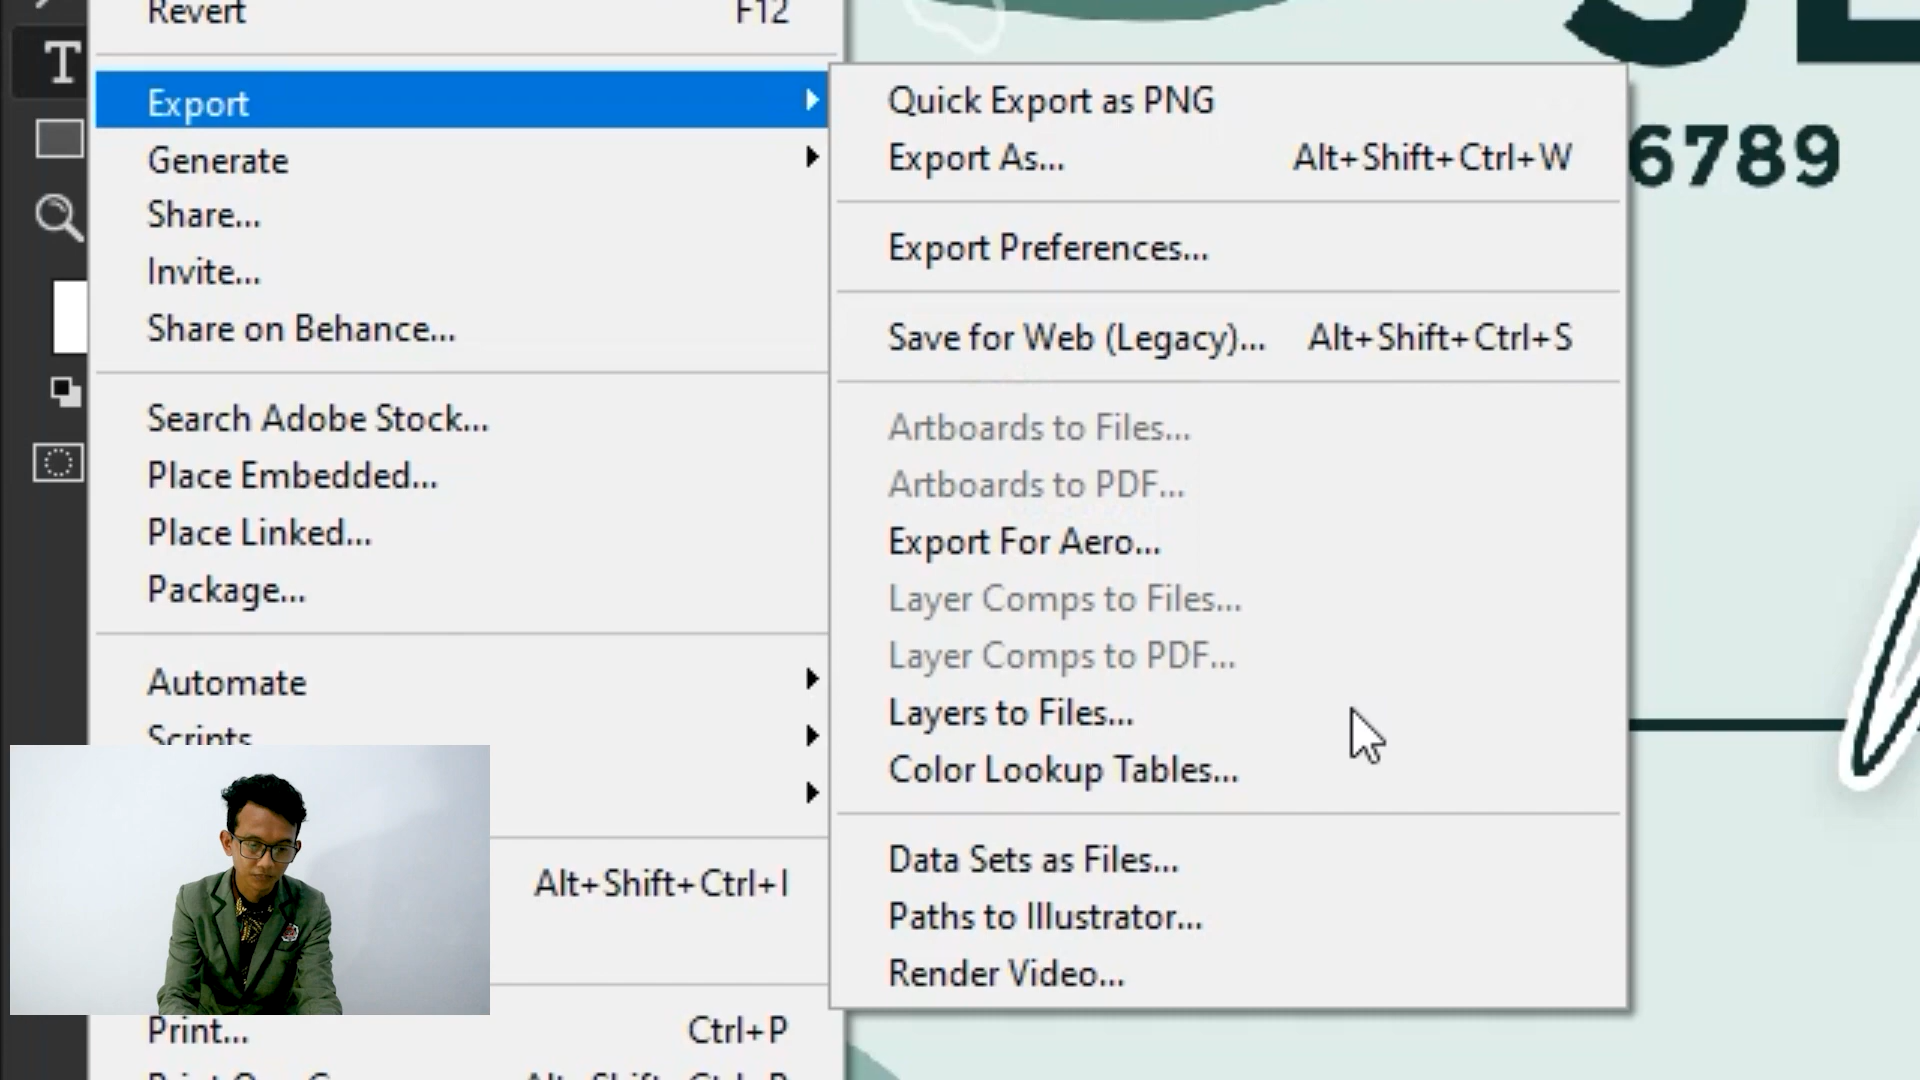 Revert F12
T
Export
Generate
Share...
Invite...
Share on Behance...
Search Adobe Stock...
Place Embedded...
Place Linked...
Package...
Automate
Scripts
Alt+Shift+Ctrl+I
Print... Ctrl+P
Quick Export as PNG
Export As... Alt+Shift+Ctrl+W
Export Preferences...
Save for Web (Legacy)... Alt+Shift+Ctrl+S
Artboards to Files...
Artboards to PDF...
Export For Aero...
Layer Comps to Files...
Layer Comps to PDF...
Layers to Files...
Color Lookup Tables...
Data Sets as Files...
Paths to Illustrator...
Render Video...
6789